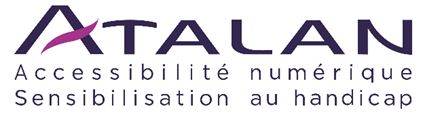 ATALAN
Accessibilité numérique
Sensibilisation au handicap